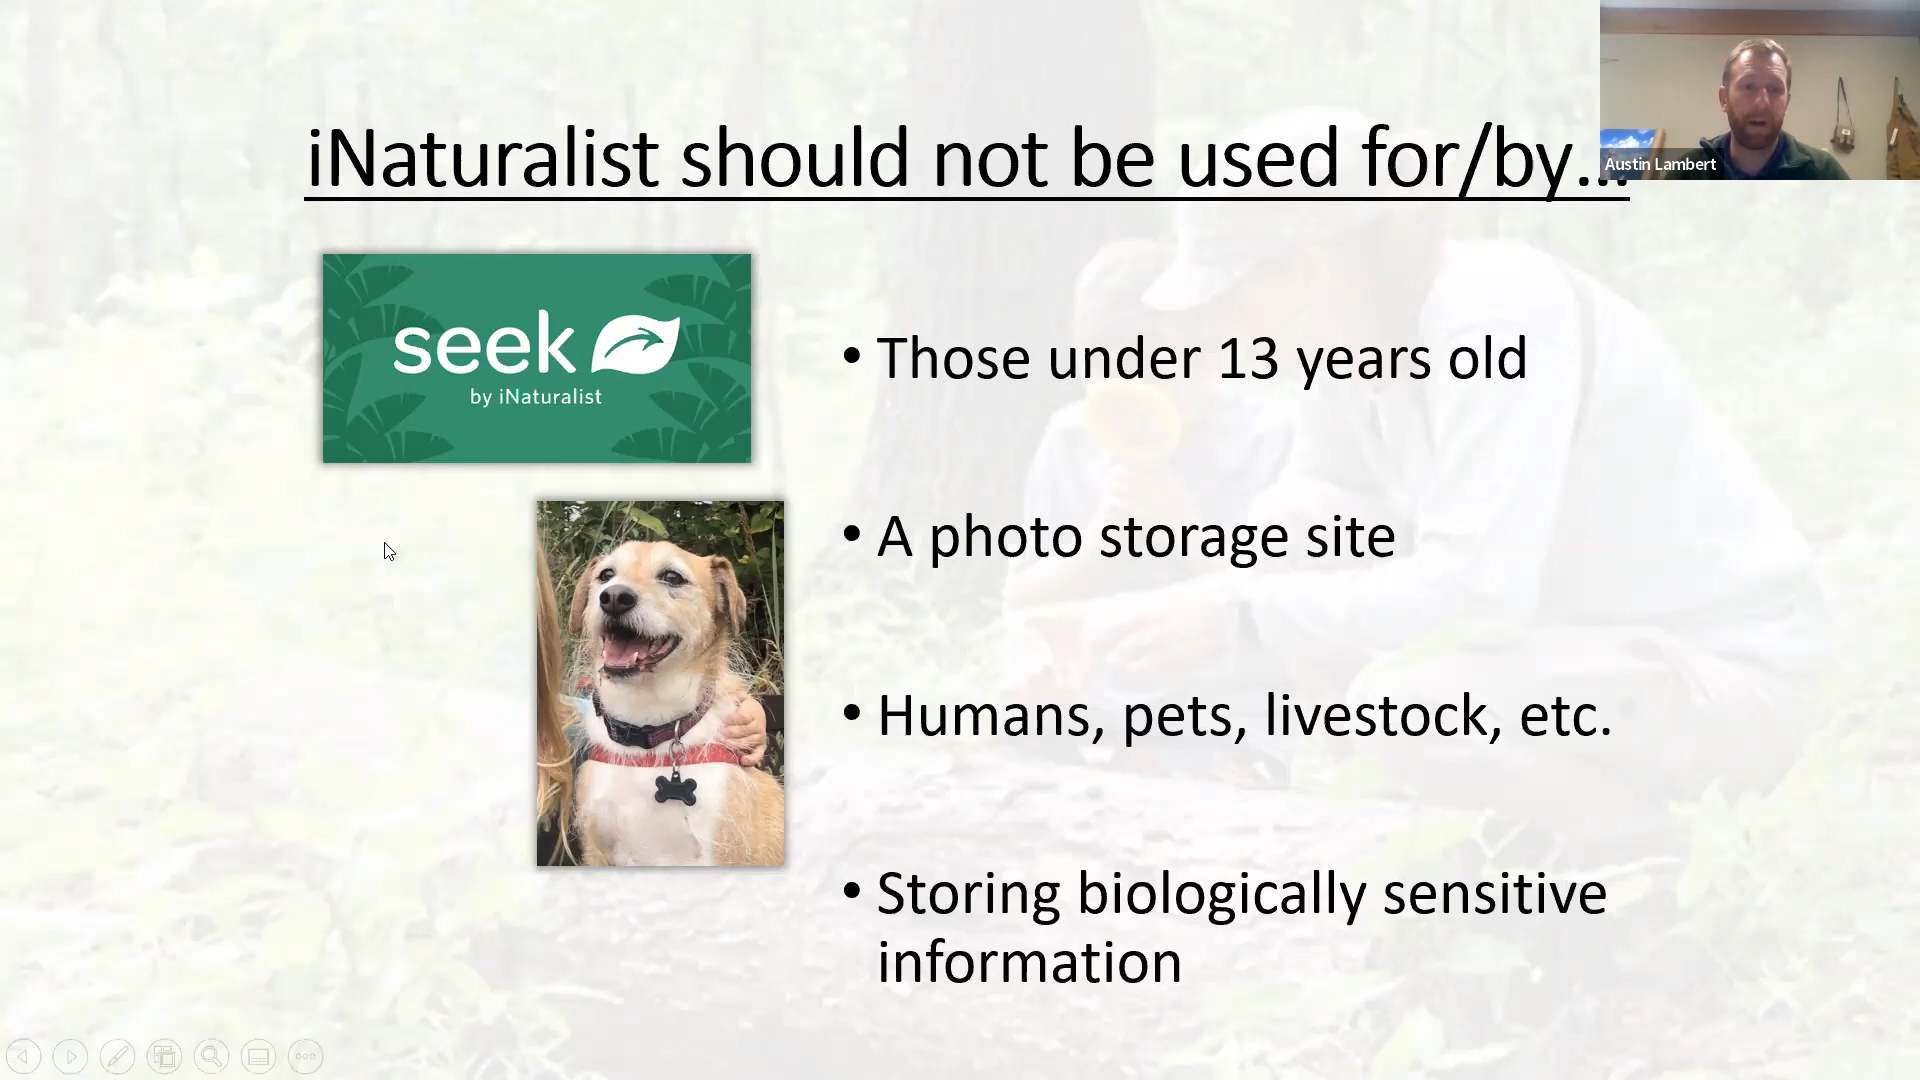 iNaturalist should not be used for/by...
Austin Lambert
seek
by iNaturalist
• Those under 13 years old
• A photo storage site
• Humans, pets, livestock, etc.
• Storing biologically sensitive
information